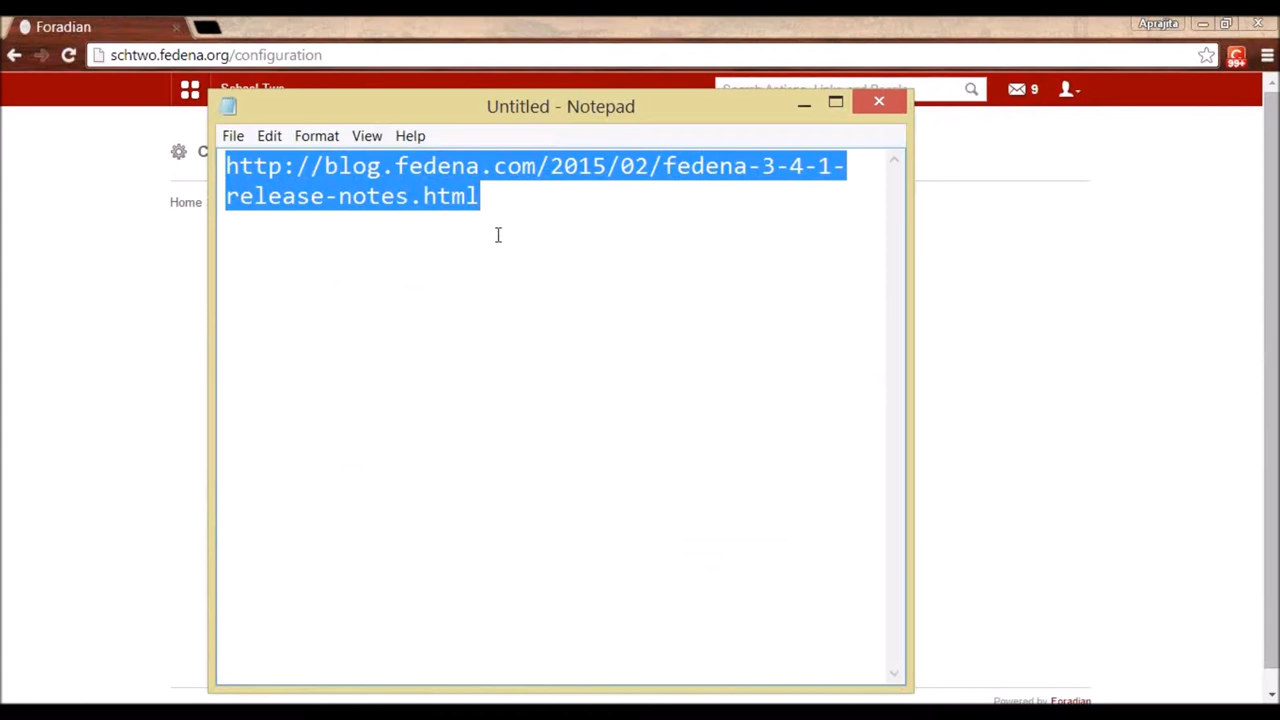 Foradian
Aprajita
schtwo.fedena.org/configuration
99+
9
Untitled - Notepad
File Edit Format View Help
http://blog.fedena.com/2015/02/fedena-3-4-1-
release-notes.html
C
Home
Powered by Foradian